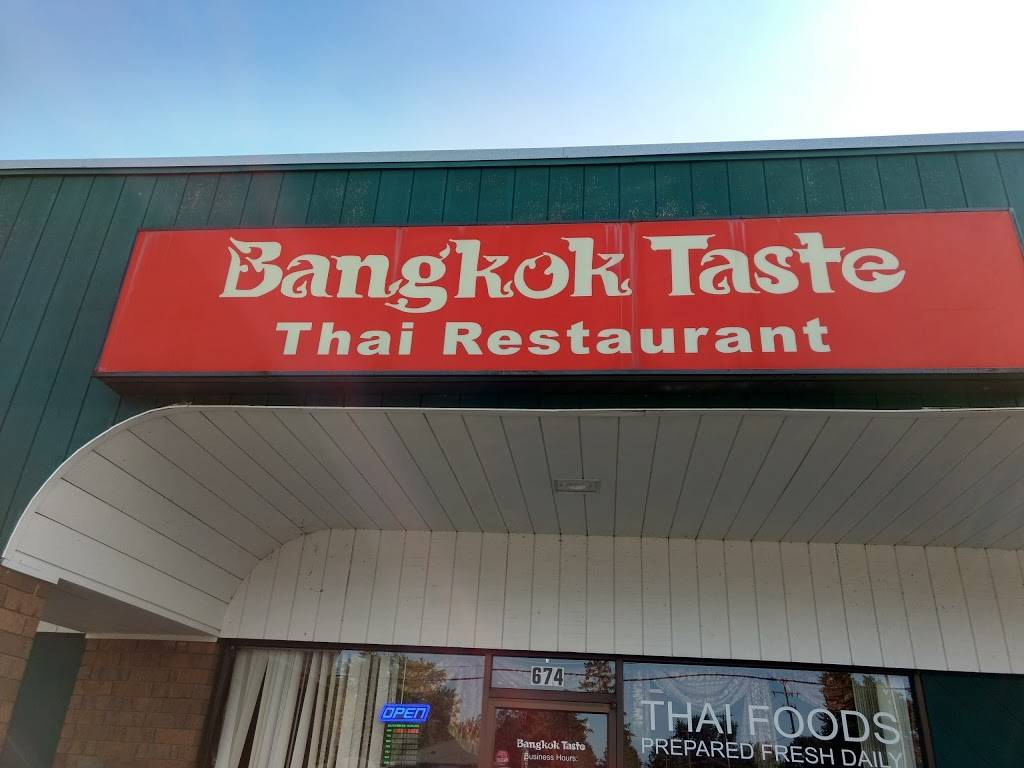 Bangkok Taste
Thai Restaurant
674
OPEN
Bangkok Taste
Business Hours:
THAI FOODS
PREPARED FRESH DAILY